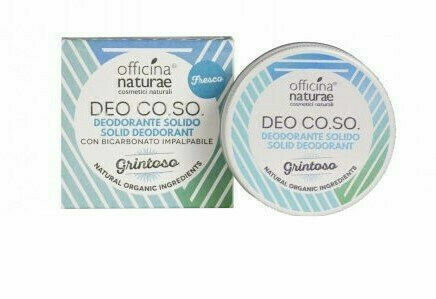 officina
naturae
cosmetici naturali
Fresco
DEO CO.SO.
DEODORANTE SOLIDO
SOLID DEODORANT
CON BICARBONATO IMPALPABILE
Grintoso
NATURAL ORGANIC INGREDIENTS
officina
naturae
cosmetici naturali
DEO CO.SO.
DEODORANTE SOLIDO
SOLID DEODORANT
Grintoso
NATURAL ORGANIC INGREDIENTS